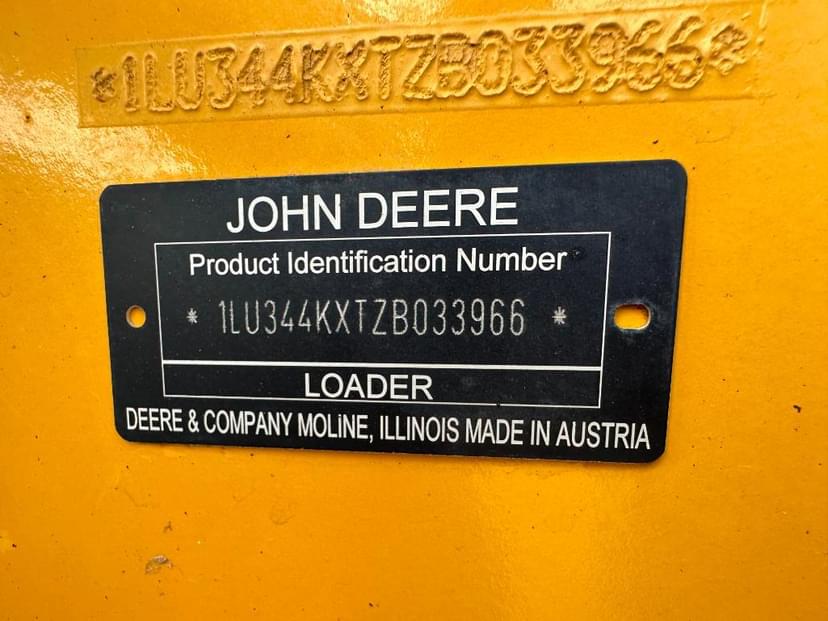 *1LU344KXTZB033966*
JOHN DEERE
Product Identification Number
* 1LU344KXTZB033966 *
LOADER
DEERE & COMPANY MOLiNE, ILLINOIS MADE IN AUSTRIA